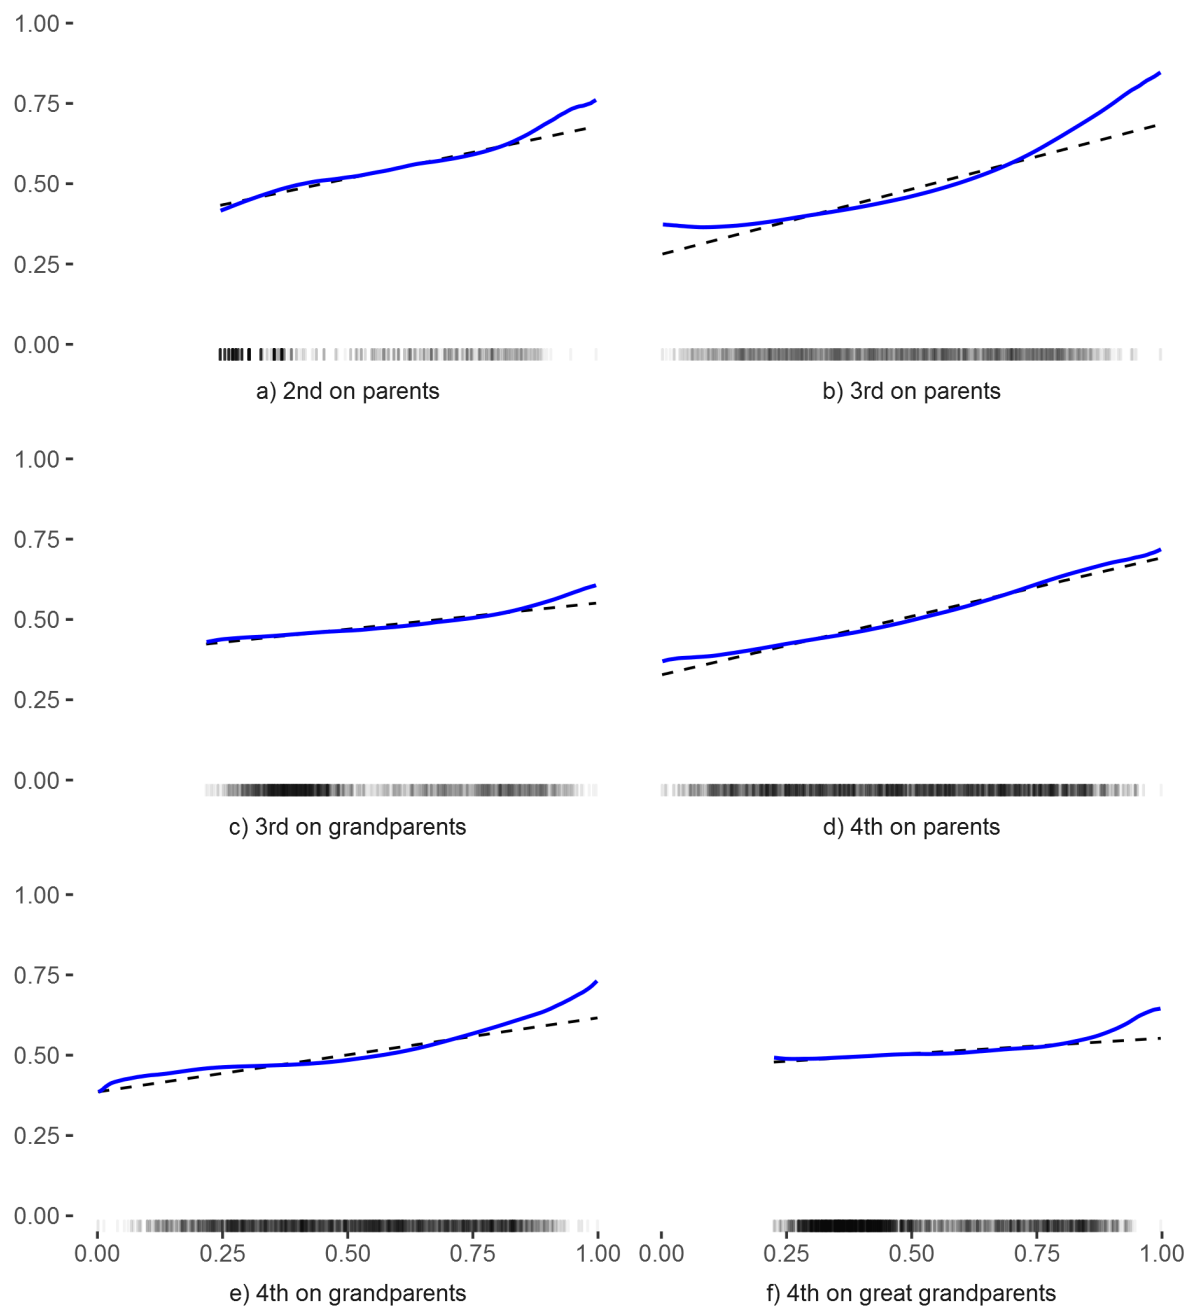 1.00
0.75
0.50
0.25
0.00
a) 2nd on parents
b) 3rd on parents
1.00
0.75
0.50
0.25
0.00
c) 3rd on grandparents
d) 4th on parents
1.00
0.75
0.50
0.25
0.00
0.00 0.25 0.50 0.75 1.00
0.00 0.25 0.50 0.75 1.00
e) 4th on grandparents
f) 4th on great grandparents